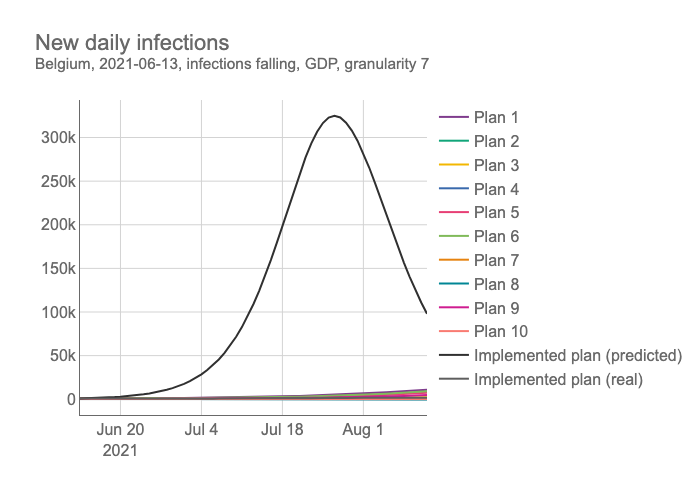 New daily infections
Belgium, 2021-06-13, infections falling, GDP, granularity 7
300k
250k
200k
150k
100k
50k
0
Jun 20
2021
Jul 4
Jul 18
Aug 1
Plan 1
Plan 2
Plan 3
Plan 4
Plan 5
Plan 6
Plan 7
Plan 8
Plan 9
Plan 10
Implemented plan (predicted)
Implemented plan (real)